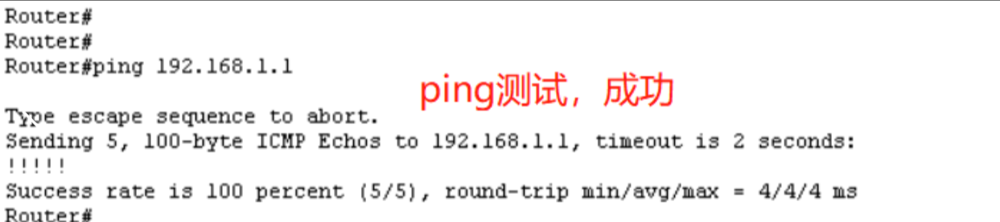 Router#
Router#
Router#ping 192.168.1.1
ping测试，成功
Type escape sequence to abort.
Sending 5, 100-byte ICMP Echos to 192.168.1.1, timeout is 2 seconds:
!!!!!
Success rate is 100 percent (5/5), round-trip min/avg/max = 4/4/4 ms
Router#